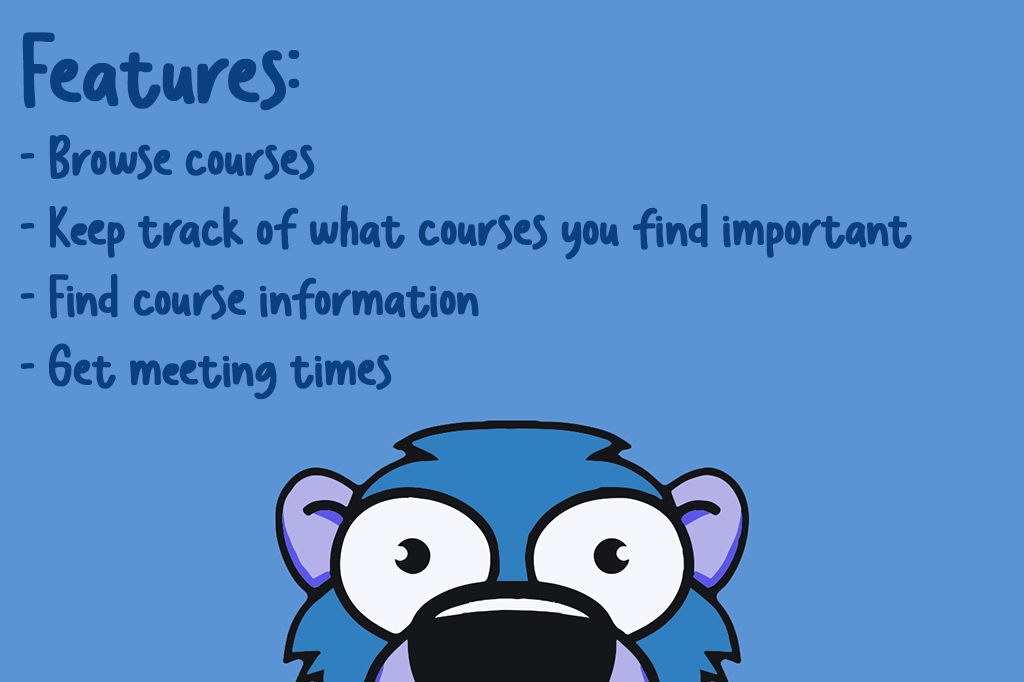 Features:
- Browse courses
- Keep track of what courses you find important
- Find course information
- Get meeting times